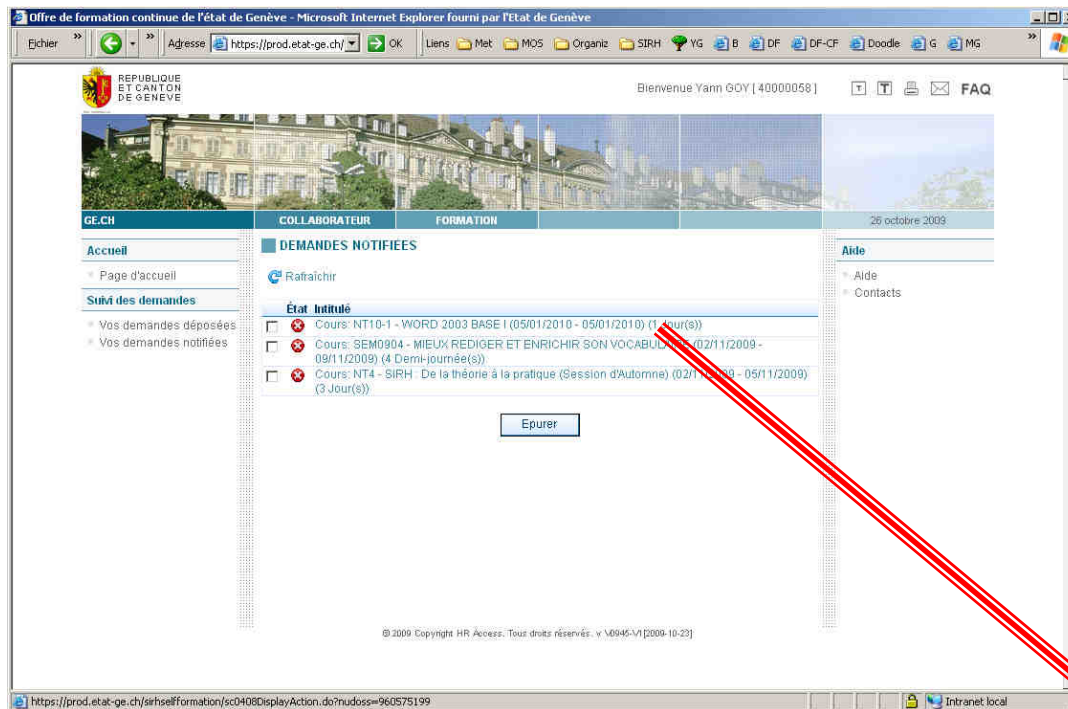 Offre de formation continue de l'état de Genève - Microsoft Internet Explorer fourni par l'Etat de Genève
Fichier » » Adresse https://prod.etat-ge.ch/ OK Liens Met MOS Organiz SIRH YG B DF DF-CF Doodle G MG »
REPUBLIQUE
ET CANTON
DE GENEVE
Bienvenue Yann GOY [ 40000058 ] T T FAQ
GE.CH COLLABORATEUR FORMATION 26 octobre 2009
Accueil
Page d'accueil
Suivi des demandes
Vos demandes déposées
Vos demandes notifiées
DEMANDES NOTIFIEES
Rafraîchir
État Intitulé
Cours: NT10-1 - WORD 2003 BASE I (05/01/2010 - 05/01/2010) (1 Jour(s))
Cours: SEM0904 - MIEUX REDIGER ET ENRICHIR SON VOCABULAIRE (02/11/2009 -
09/11/2009) (4 Demi-journée(s))
Cours: NT4 - SIRH : De la théorie à la pratique (Session d'Automne) (02/11/2009 - 05/11/2009)
(3 Jour(s))
Epurer
Aide
Aide
Contacts
© 2009 Copyright HR Access. Tous droits réservés. v V0945-V1[2009-10-23]
https://prod.etat-ge.ch/sirhselfformation/sc0408DisplayAction.do?nudoss=960575199 Intranet local